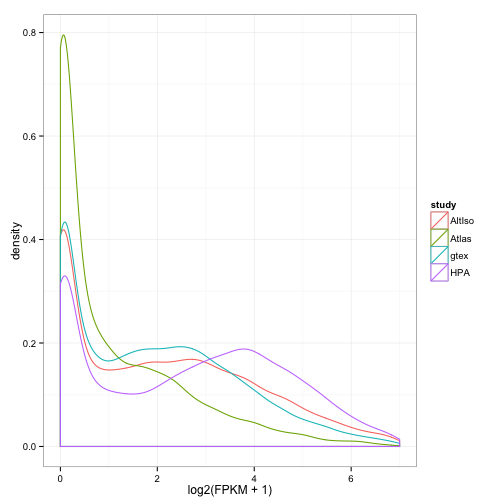 0.8
0.6
0.4
0.2
0.0
density
0 2 4 6
log2(FPKM + 1)
study
AltIso
Atlas
gtex
HPA